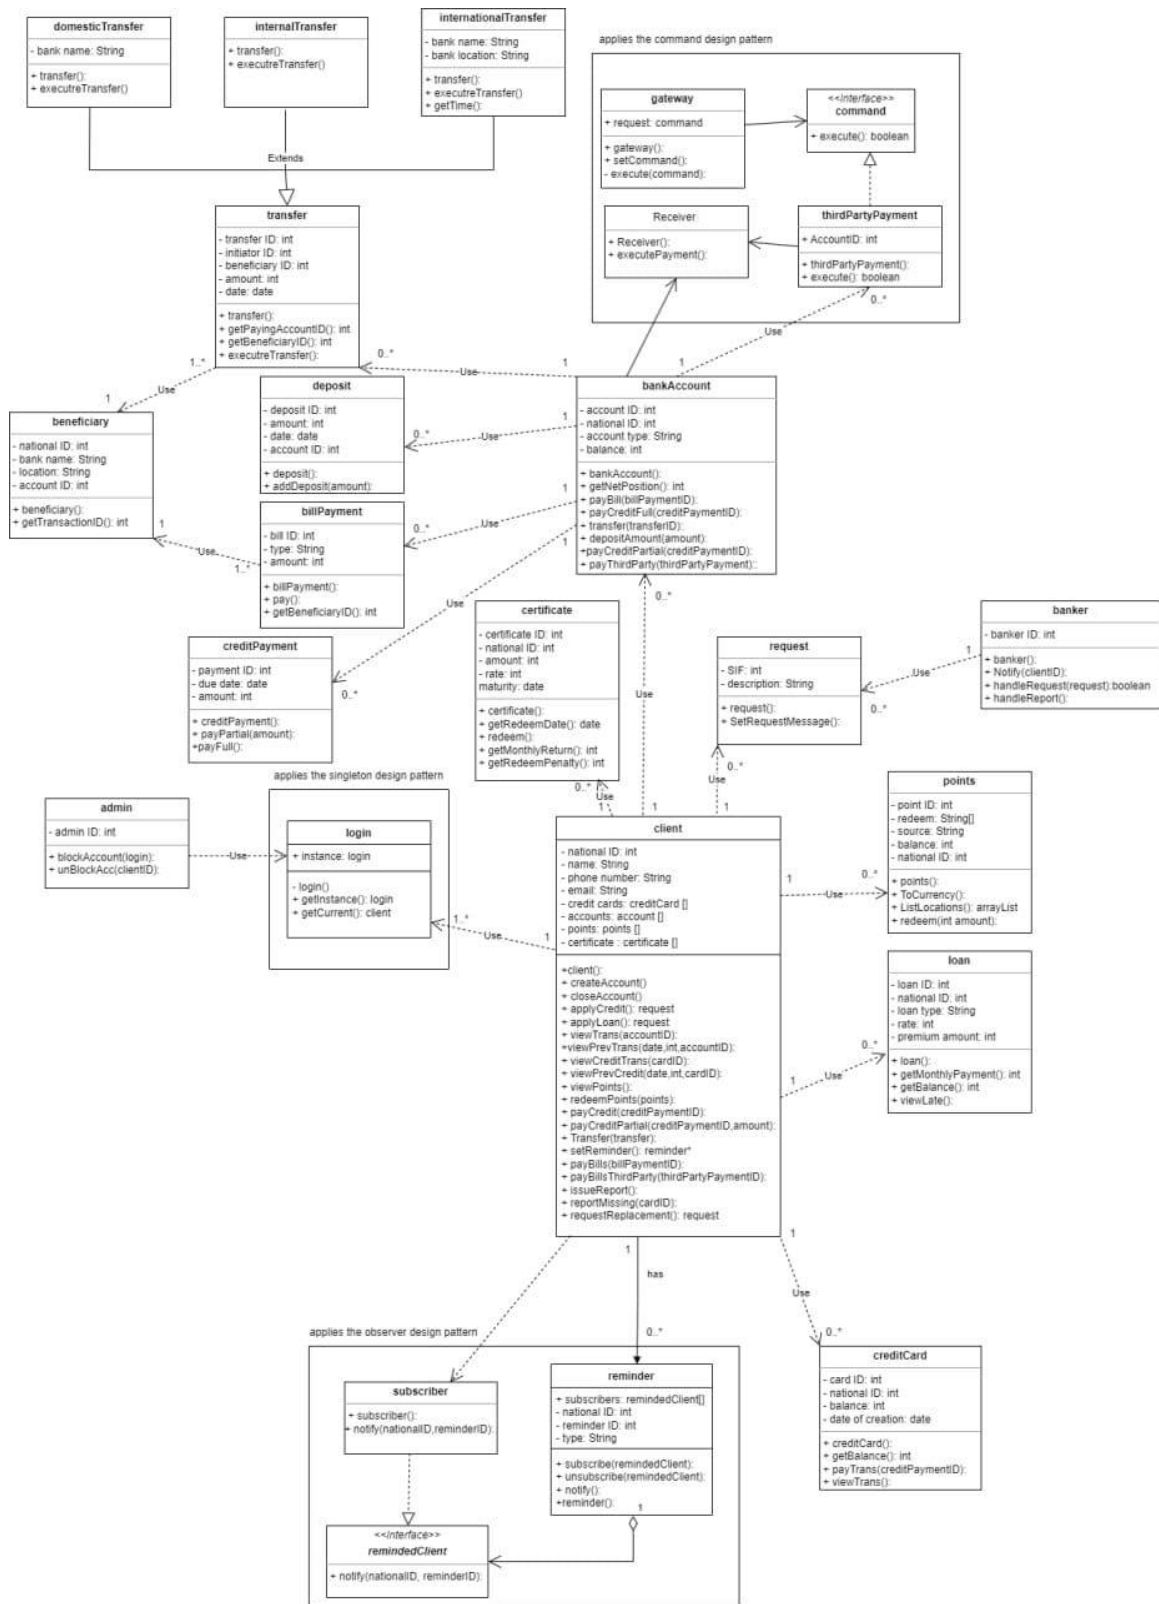 domesticTransfer
- bank name: String
+ transfer():
+ executreTransfer()
internalTransfer
+ transfer():
+ executreTransfer()
internationalTransfer
- bank name: String
- bank location: String
+ transfer():
+ executreTransfer()
+ getTime():
Extends
applies the command design pattern
gateway
+ request: command
+ gateway():
+ setCommand():
- execute(command):
<<interface>>
command
+ execute(): boolean
Receiver
+ Receiver():
+ executePayment():
thirdPartyPayment
+ AccountID: int
+ thirdPartyPayment():
+ execute(): boolean
0..*
Use
1
transfer
- transfer ID: int
- initiator ID: int
- beneficiary ID: int
- amount: int
- date: date
+ transfer():
+ getPayingAccountID(): int
+ getBeneficiaryID(): int
+ executreTransfer():
1..*
Use
1
0..*
Use
1
beneficiary
- national ID: int
- bank name: String
- location: String
- account ID: int
+ beneficiary():
+ getTransactionID(): int
1
Use
1..*
deposit
- deposit ID: int
- amount: int
- date: date
- account ID: int
+ deposit():
+ addDeposit(amount):
0..*
Use
1
billPayment
- bill ID: int
- type: String
- amount: int
+ billPayment():
+ pay():
+ getBeneficiaryID(): int
0..*
Use
1
bankAccount
- account ID: int
- national ID: int
- account type: String
- balance: int
+ bankAccount():
+ getNetPosition(): int
+ payBill(billPaymentID):
+ payCreditFull(creditPaymentID):
+ transfer(transferID):
+ depositAmount(amount):
+payCreditPartial(creditPaymentID):
+ payThirdParty(thirdPartyPayment)::
1
Use
0..*
creditPayment
- payment ID: int
- due date: date
- amount: int
+ creditPayment():
+ payPartial(amount):
+payFull():
certificate
- certificate ID: int
- national ID: int
- amount: int
- rate: int
maturity: date
+ certificate():
+ getRedeemDate(): date
+ redeem():
+ getMonthlyReturn(): int
+ getRedeemPenalty(): int
0..*
Use
1
0..*
Use
1
request
- SIF: int
- description: String
+ request():
+ SetRequestMessage():
0..*
Use
1
banker
- banker ID: int
+ banker():
+ Notify(clientID):
+ handleRequest(request):boolean
+ handleReport():
1
Use
0..*
admin
- admin ID: int
+ blockAccount(login):
+ unBlockAcc(clientID):
Use
applies the singleton design pattern
login
+ instance: login
- login()
+ getInstance(): login
+ getCurrent(): client
1..*
Use
1
client
- national ID: int
- name: String
- phone number: String
- email: String
- credit cards: creditCard []
- accounts: account []
- points: points []
- certificate : certificate []
+client():
+ createAccount()
+ closeAccount()
+ applyCredit(): request
+ applyLoan(): request
+ viewTrans(accountID):
+viewPrevTrans(date,int,accountID):
+ viewCreditTrans(cardID):
+ viewPrevCredit(date,int,cardID):
+ viewPoints():
+ redeemPoints(points):
+ payCredit(creditPaymentID):
+ payCreditPartial(creditPaymentID,amount):
+ Transfer(transfer):
+ setReminder(): reminder*
+ payBills(billPaymentID):
+ payBillsThirdParty(thirdPartyPaymentID):
+ issueReport():
+ reportMissing(cardID):
+ requestReplacement(): request
1
Use
0..*
points
- point ID: int
- redeem: String[]
- source: String
- balance: int
- national ID: int
+ points():
+ ToCurrency():
+ ListLocations(): arrayList
+ redeem(int amount):
1
Use
0..*
loan
- loan ID: int
- national ID: int
- loan type: String
- rate: int
- premium amount: int
+ loan():
+ getMonthlyPayment(): int
+ getBalance(): int
+ viewLate():
1
has
0..*
1
Use
0..*
creditCard
- card ID: int
- national ID: int
- balance: int
- date of creation: date
+ creditCard():
+ getBalance(): int
+ payTrans(creditPaymentID):
+ viewTrans():
applies the observer design pattern
subscriber
+ subscriber():
+ notify(nationalID,reminderID):
reminder
+ subscribers: remindedClient[]
- national ID: int
- reminder ID: int
- type: String
+ subscribe(remindedClient):
+ unsubscribe(remindedClient):
+ notify():
+reminder():
1
<<interface>>
remindedClient
+ notify(nationalID, reminderID):